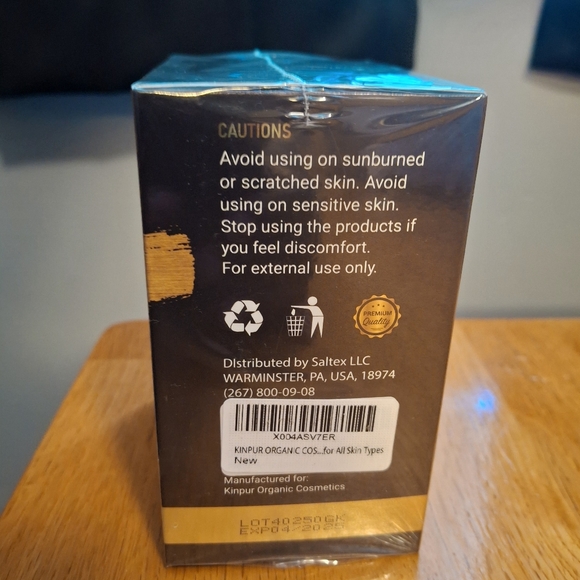 CAUTIONS
Avoid using on sunburned
or scratched skin. Avoid
using on sensitive skin.
Stop using the products if
you feel discomfort.
For external use only.
PREMIUM
Quality
DIstributed by Saltex LLC
WARMINSTER, PA, USA, 18974
(267) 800-09-08
X004ASV7ER
KINPUR ORGANIC COS...for All Skin Types
New
Manufactured for:
Kinpur Organic Cosmetics
EXP04/2025